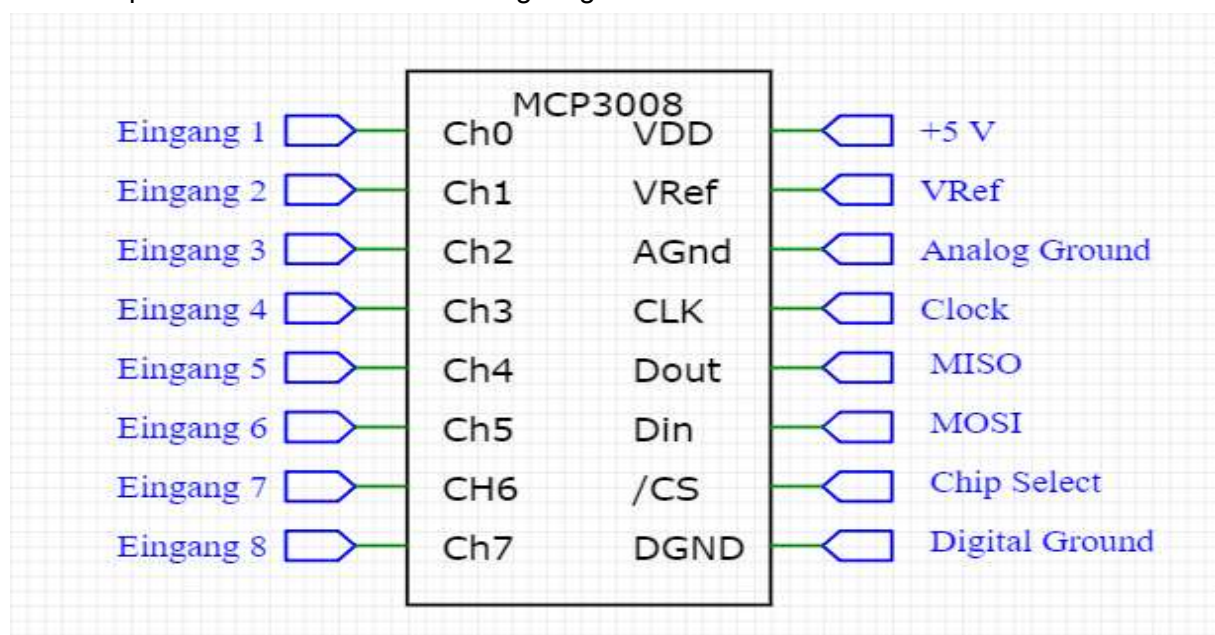 MCP3008
Eingang 1 Ch0 VDD +5 V
Eingang 2 Ch1 VRef VRef
Eingang 3 Ch2 AGnd Analog Ground
Eingang 4 Ch3 CLK Clock
Eingang 5 Ch4 Dout MISO
Eingang 6 Ch5 Din MOSI
Eingang 7 CH6 /CS Chip Select
Eingang 8 Ch7 DGND Digital Ground